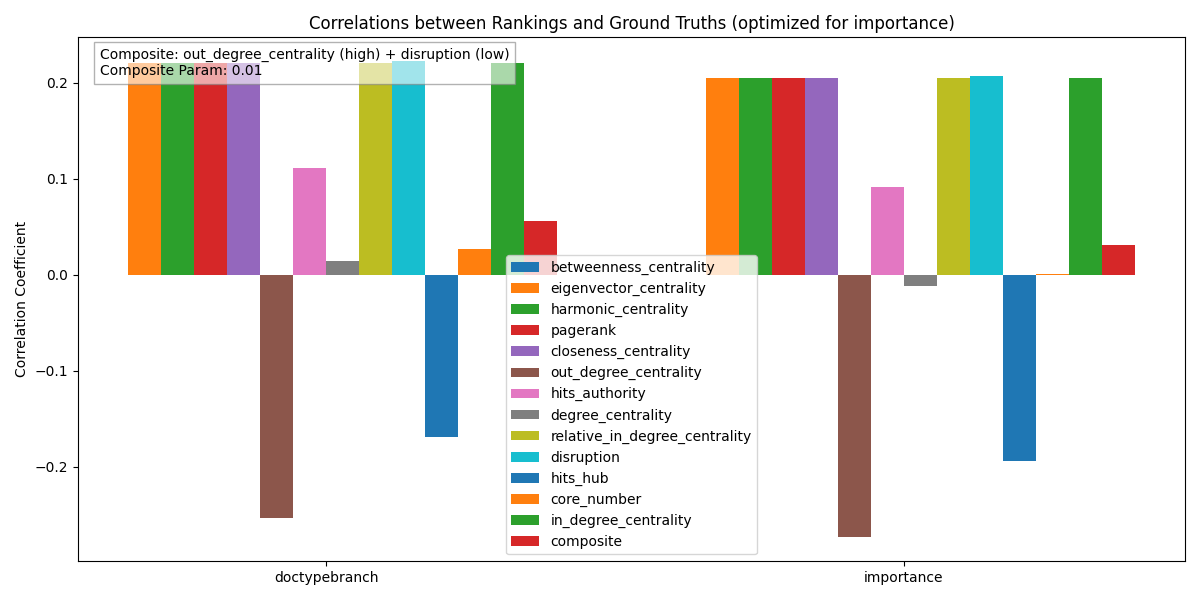 Correlations between Rankings and Ground Truths (optimized for importance)
Composite: out_degree_centrality (high) + disruption (low)
Composite Param: 0.01
0.2
0.1
0.0
−0.1
−0.2
Correlation Coefficient
betweenness_centrality
eigenvector_centrality
harmonic_centrality
pagerank
closeness_centrality
out_degree_centrality
hits_authority
degree_centrality
relative_in_degree_centrality
disruption
hits_hub
core_number
in_degree_centrality
composite
doctypebranch
importance